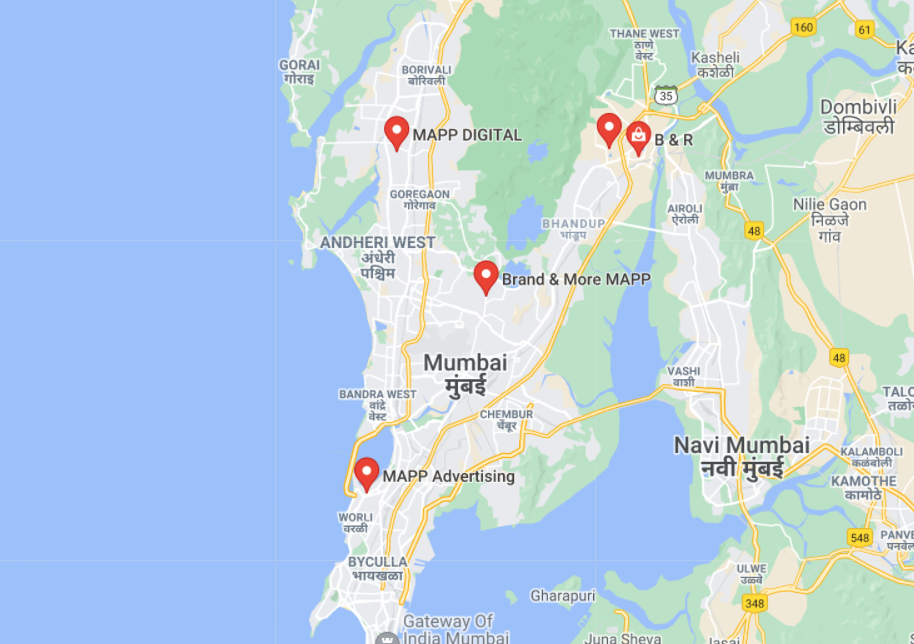 THANE WEST
ठाणे
वेस्ट
160
61
Kasheli
कशेळी
GORAI
गोराइ
BORIVALI
बोरिवली
35
Dombivli
डोम्बिवली
MAPP DIGITAL
B & R
MUMBRA
मुंब्रा
GOREGAON
गोरेगाव
AIROLI
ऐरोली
Nilie Gaon
निळजे
गांव
BHANDUP
भांडूप
48
ANDHERI WEST
अंधेरी
पश्चिम
Brand & More MAPP
Mumbai
मुंबई
48
VASHI
वाशी
BANDRA WEST
वांद्रे
वेस्ट
CHEMBUR
चेंबूर
Navi Mumbai
नवी मुंबई
KALAMBOLI
कळंबोली
KAMOTHE
कामोठे
MAPP Advertising
WORLI
वरळी
548
BYCULLA
भायखळा
ULWE
उळ्वे
Gharapuri
348
Gateway Of
India Mumbai
Juna Sheva